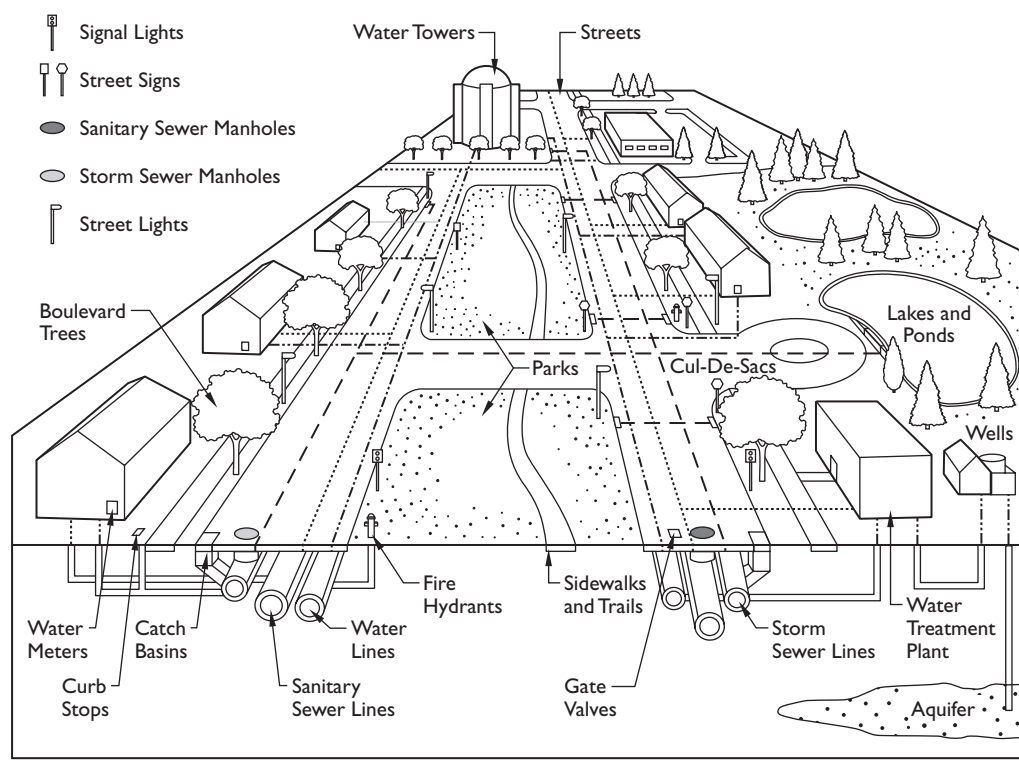 Signal Lights
Street Signs
Sanitary Sewer Manholes
Storm Sewer Manholes
Street Lights
Water Towers
Streets
Boulevard
Trees
Parks
Cul-De-Sacs
Lakes and
Ponds
Wells
Water
Meters
Curb
Stops
Catch
Basins
Sanitary
Sewer Lines
Water
Lines
Fire
Hydrants
Sidewalks
and Trails
Gate
Valves
Storm
Sewer Lines
Water
Treatment
Plant
Aquifer